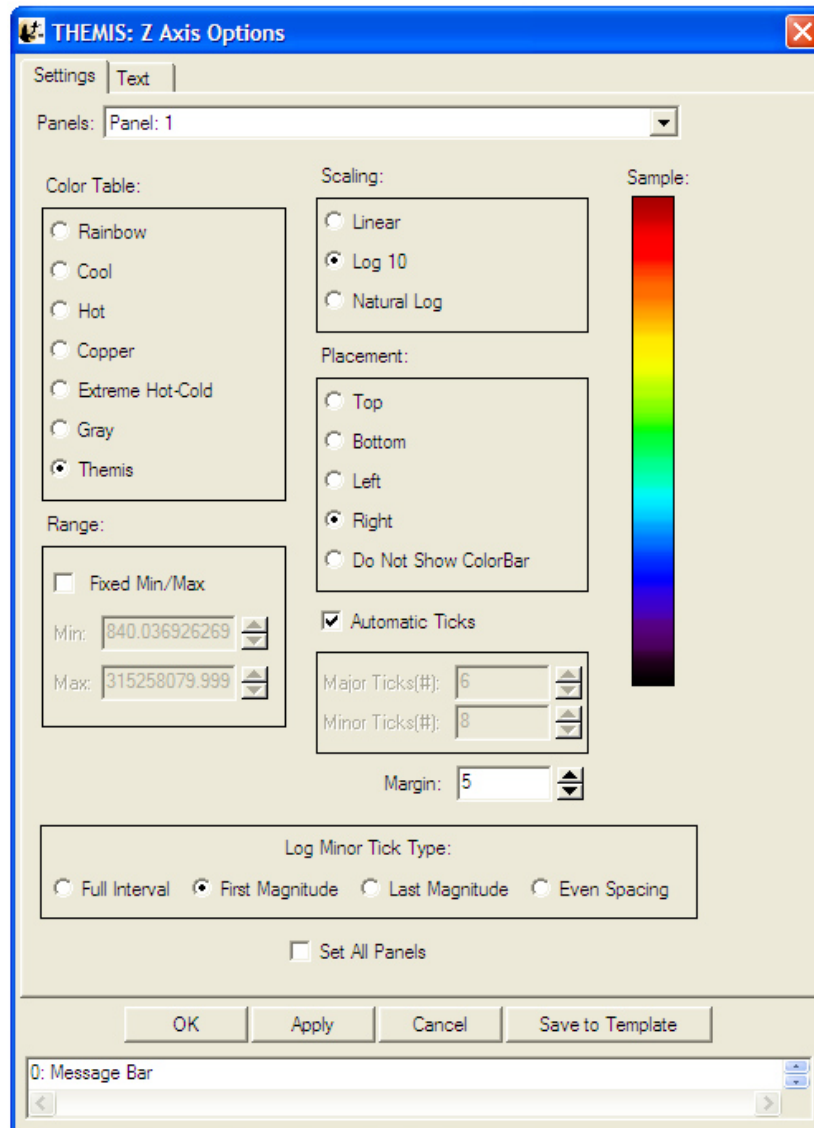 THEMIS: Z Axis Options
Settings
Text
Panels: Panel: 1
Color Table:
Rainbow
Cool
Hot
Copper
Extreme Hot-Cold
Gray
Themis
Scaling:
Linear
Log 10
Natural Log
Sample:
Placement:
Top
Bottom
Left
Right
Do Not Show ColorBar
Range:
Fixed Min/Max
Min: 840.036926269
Max: 315258079.999
Automatic Ticks
Major Ticks(#): 6
Minor Ticks(#): 8
Margin: 5
Log Minor Tick Type:
Full Interval First Magnitude Last Magnitude Even Spacing
Set All Panels
OK Apply Cancel Save to Template
0: Message Bar